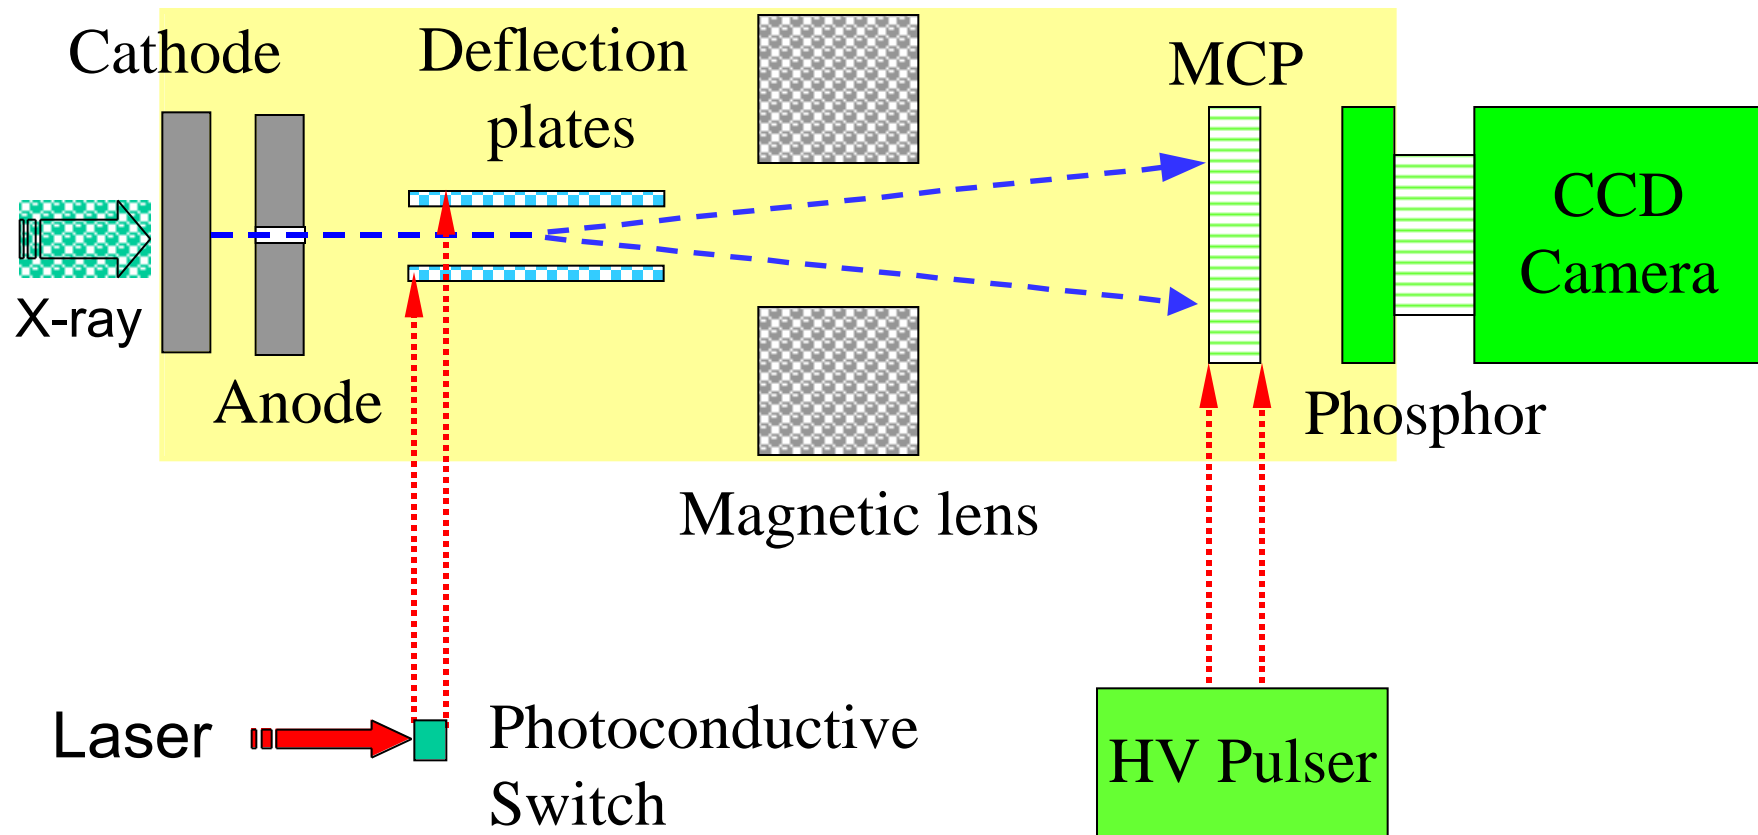 Cathode
Deflection
plates
MCP
CCD
Camera
X-ray
Anode
Phosphor
Magnetic lens
Laser
Photoconductive
Switch
HV Pulser